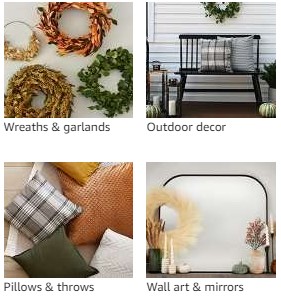 Wreaths & garlands
Outdoor decor
Pillows & throws
Wall art & mirrors